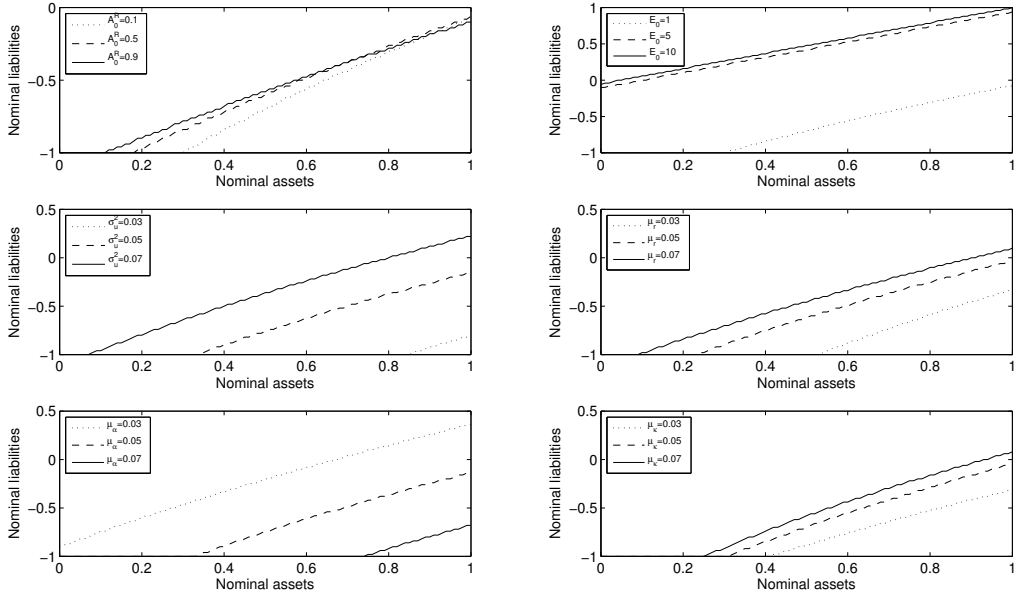 A_0^R=0.1
A_0^R=0.5
A_0^R=0.9
Nominal liabilities
−0.5
−1
0 0.2 0.4 0.6 0.8 1
Nominal assets
E_0=1
E_0=5
E_0=10
Nominal liabilities
1
0.5
0
−0.5
1
0 0.2 0.4 0.6 0.8 1
Nominal assets
σ_u^2=0.03
σ_u^2=0.05
σ_u^2=0.07
Nominal liabilities
0.5
0
−0.5
−1
0 0.2 0.4 0.6 0.8 1
Nominal assets
μ_r=0.03
μ_r=0.05
μ_r=0.07
Nominal liabilities
0.5
0
−0.5
−1
0 0.2 0.4 0.6 0.8 1
Nominal assets
μ_α=0.03
μ_α=0.05
μ_α=0.07
Nominal liabilities
0.5
0
−0.5
−1
0 0.2 0.4 0.6 0.8 1
Nominal assets
μ_κ=0.03
μ_κ=0.05
μ_κ=0.07
Nominal liabilities
0.5
0
−0.5
−1
0 0.2 0.4 0.6 0.8 1
Nominal assets